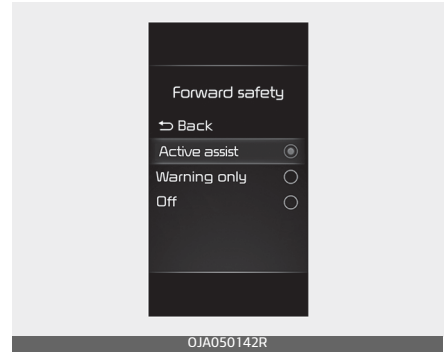 Forward safety
Back
Active assist
Warning only
Off
OJA050142R